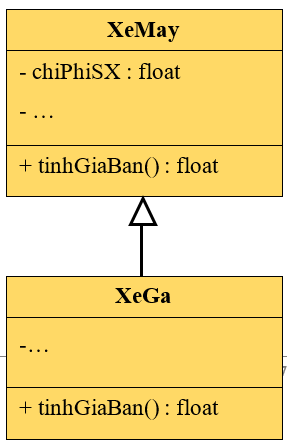 XeMay
- chiPhiSX : float
- ...
+ tinhGiaBan() : float
XeGa
-...
+ tinhGiaBan() : float